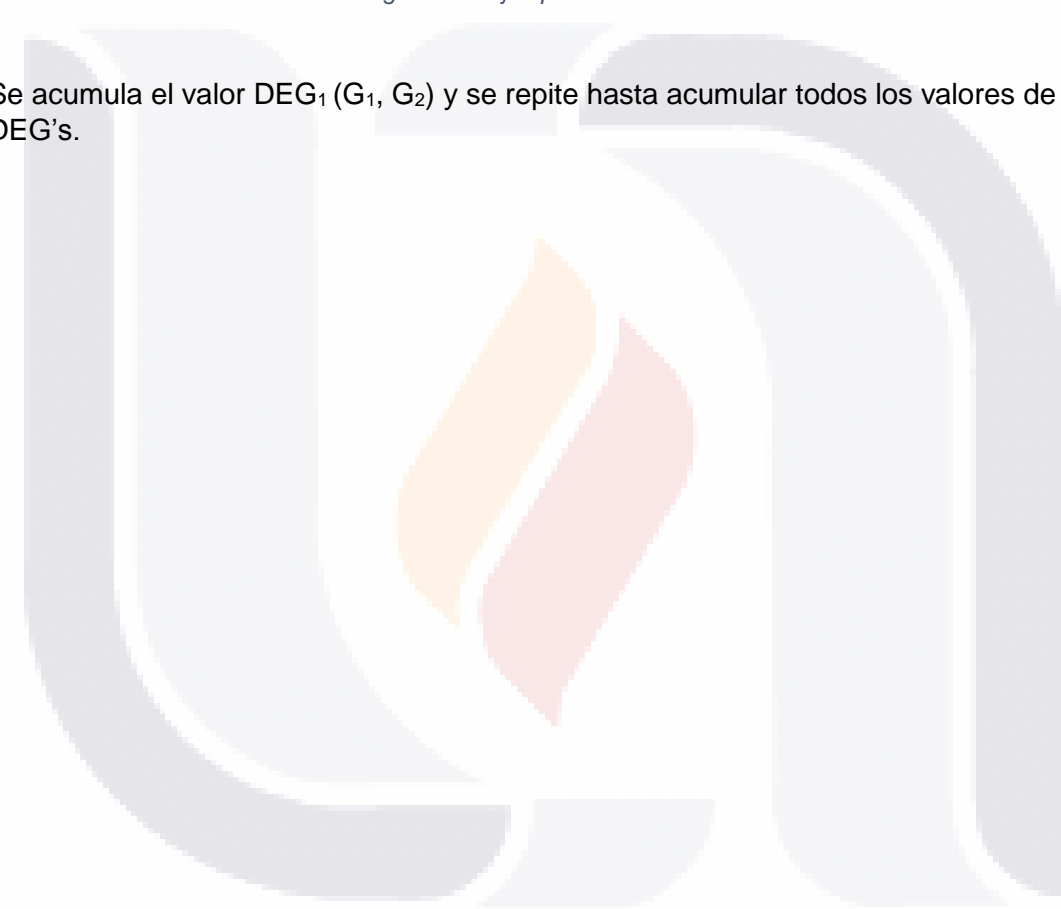 Se acumula el valor DEG₁ (G₁, G₂) y se repite hasta acumular todos los valores de
DEG's.